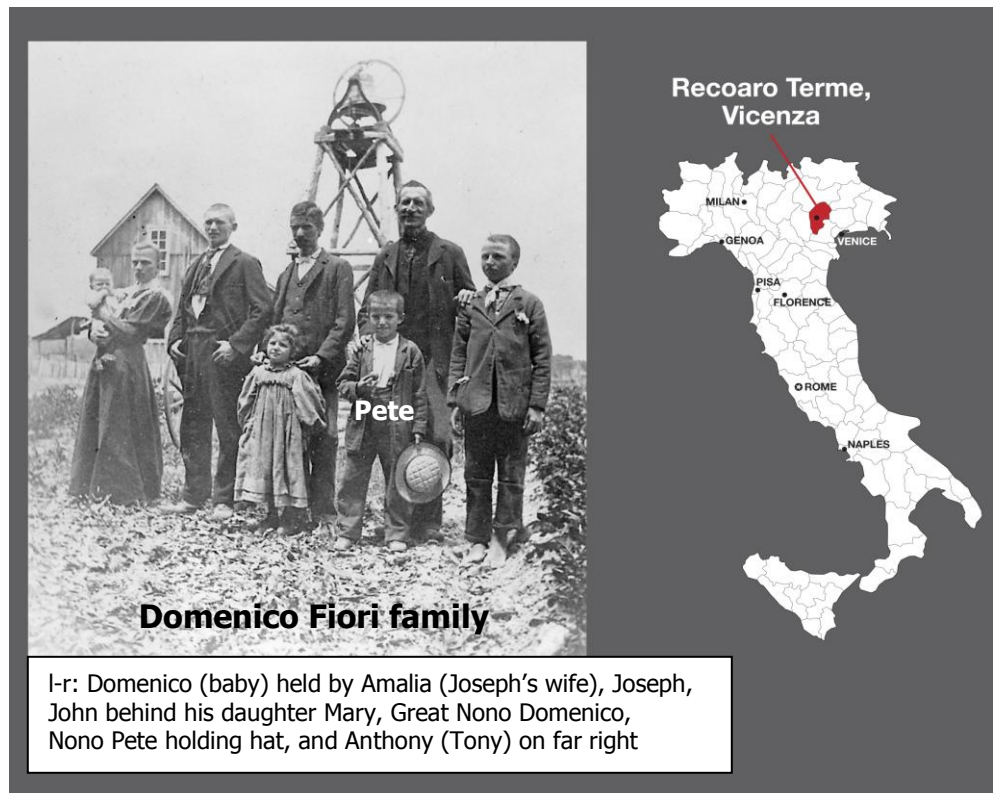 Recoaro Terme,
Vicenza
MILAN
GENOA
VENICE
PISA
FLORENCE
ROME
NAPLES
Pete
Domenico Fiori family
l-r: Domenico (baby) held by Amalia (Joseph’s wife), Joseph,
John behind his daughter Mary, Great Nono Domenico,
Nono Pete holding hat, and Anthony (Tony) on far right